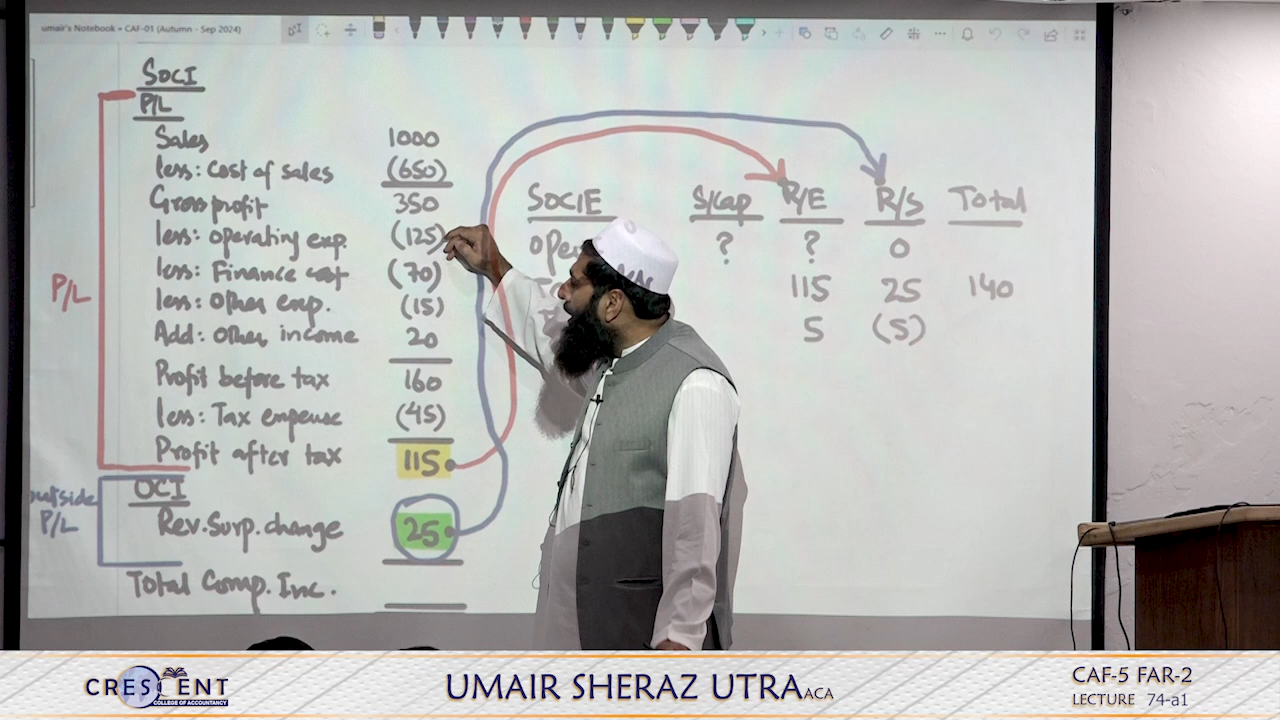 umair's Notebook • CAF-01 (Autumn - Sep 2024)
SOCI
P/L
Sales 1000
less: Cost of sales (650)
Gross profit 350
less: operating exp. (125)
less: Finance cost (70)
less: Other exp. (15)
Add: Other income 20
Profit before tax 160
less: Tax expense (45)
Profit after tax 115
OCI
Rev. Surp. change 25
Total Comp. Inc.
P/L
outside
P/L
SOCIE S/Cap R/E R/S Total
ope ? ? 0
115 25 140
5 (5)
CRESCENT
COLLEGE OF ACCOUNTANCY
UMAIR SHERAZ UTRA ACA
CAF-5 FAR-2
LECTURE 74-a1